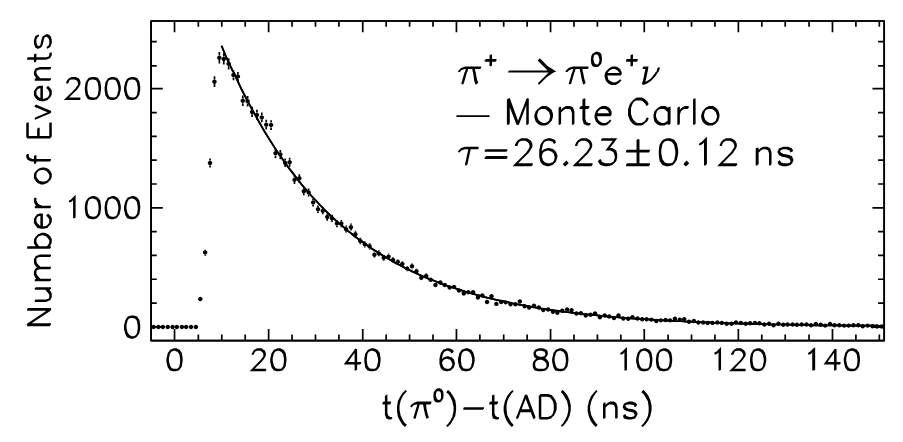 Number of Events
2000
1000
0
π⁺ → π⁰e⁺ν
— Monte Carlo
τ=26.23±0.12 ns
0 20 40 60 80 100 120 140
t(π⁰)−t(AD) (ns)